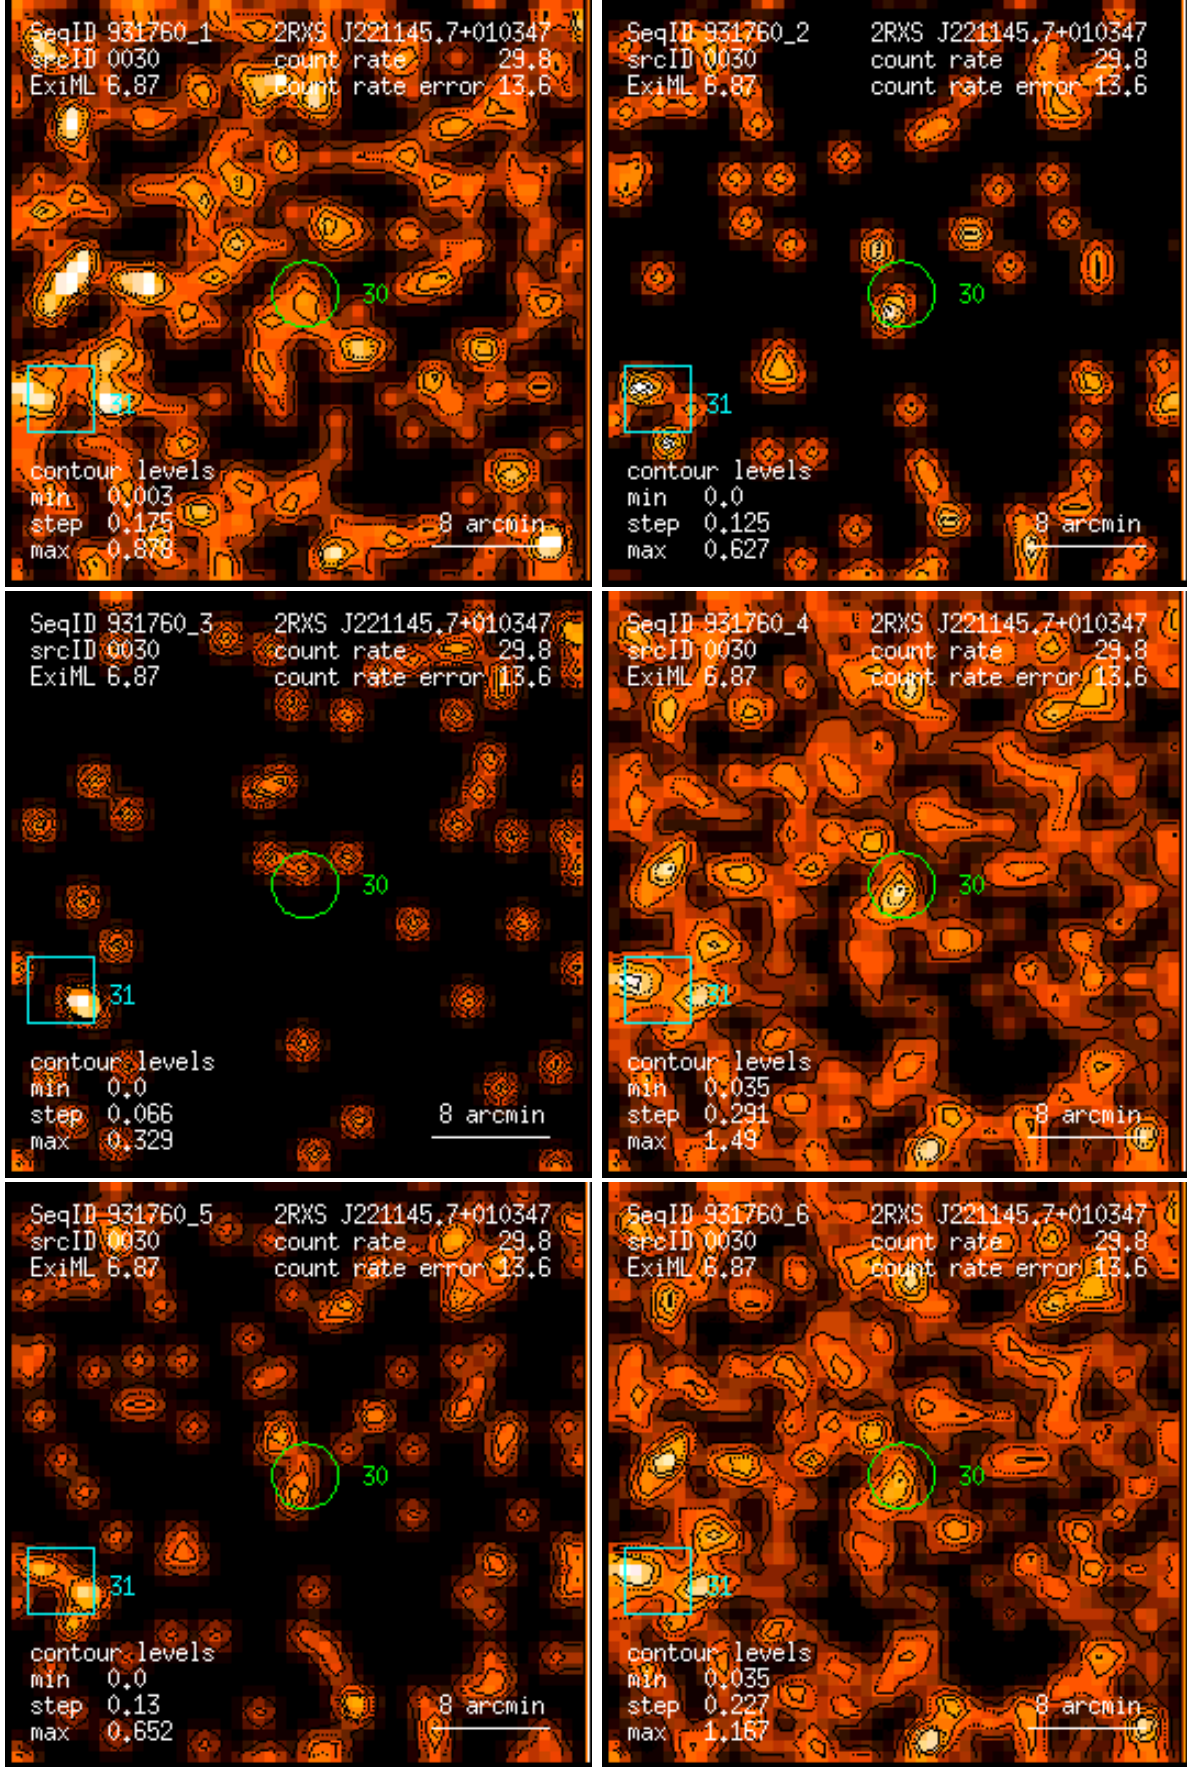 SeqID 931760_1 2RXS J221145.7+010347
srcID 0030 count rate 29.8
ExiML 6.87 count rate error 13.6
30
31
contour levels
min 0.003
step 0.175 8 arcmin
max 0.878
SeqID 931760_2 2RXS J221145.7+010347
srcID 0030 count rate 29.8
ExiML 6.87 count rate error 13.6
30
31
contour levels
min 0.0
step 0.125 8 arcmin
max 0.627
SeqID 931760_3 2RXS J221145.7+010347
srcID 0030 count rate 29.8
ExiML 6.87 count rate error 13.6
30
31
contour levels
min 0.0
step 0.066 8 arcmin
max 0.329
SeqID 931760_4 2RXS J221145.7+010347
srcID 0030 count rate 29.8
ExiML 6.87 count rate error 13.6
30
31
contour levels
min 0.035
step 0.291 8 arcmin
max 1.49
SeqID 931760_5 2RXS J221145.7+010347
srcID 0030 count rate 29.8
ExiML 6.87 count rate error 13.6
30
31
contour levels
min 0.0
step 0.13 8 arcmin
max 0.652
SeqID 931760_6 2RXS J221145.7+010347
srcID 0030 count rate 29.8
ExiML 6.87 count rate error 13.6
30
31
contour levels
min 0.035
step 0.227 8 arcmin
max 1.167